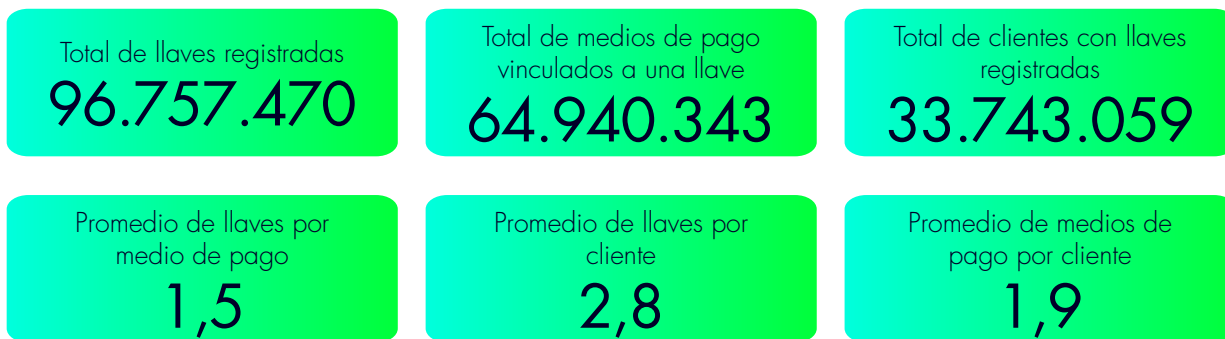 Total de llaves registradas
96.757.470
Total de medios de pago
vinculados a una llave
64.940.343
Total de clientes con llaves
registradas
33.743.059
Promedio de llaves por
medio de pago
1,5
Promedio de llaves por
cliente
2,8
Promedio de medios de
pago por cliente
1,9